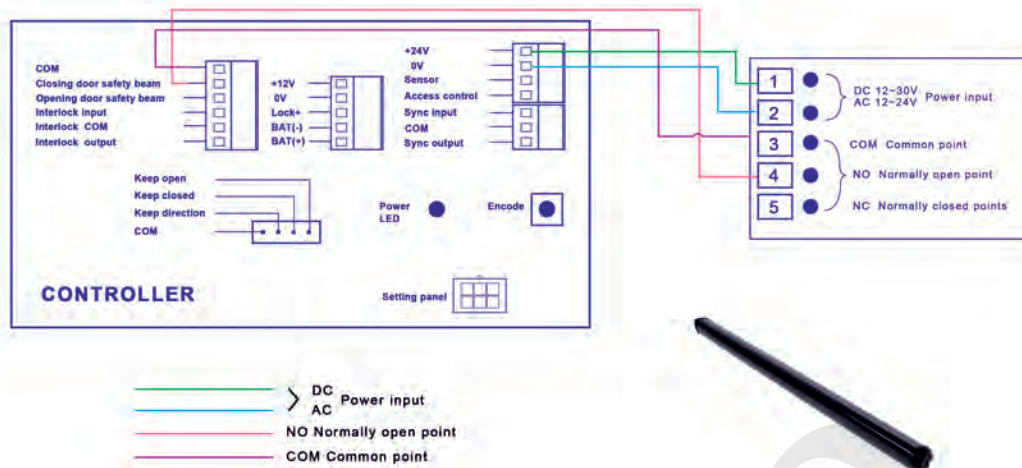 COM
Closing door safety beam
Opening door safety beam
Interlock input
Interlock COM
Interlock output
+12V
0V
Lock+
BAT(-)
BAT(+)
+24V
0V
Sensor
Access control
Sync input
COM
Sync output
Keep open
Keep closed
Keep direction
COM
Power
LED
Encode
CONTROLLER
Setting panel
1
2
3
4
5
DC 12~30V
AC 12~24V
Power input
COM Common point
NO Normally open point
NC Normally closed points
DC
AC
Power input
NO Normally open point
COM Common point